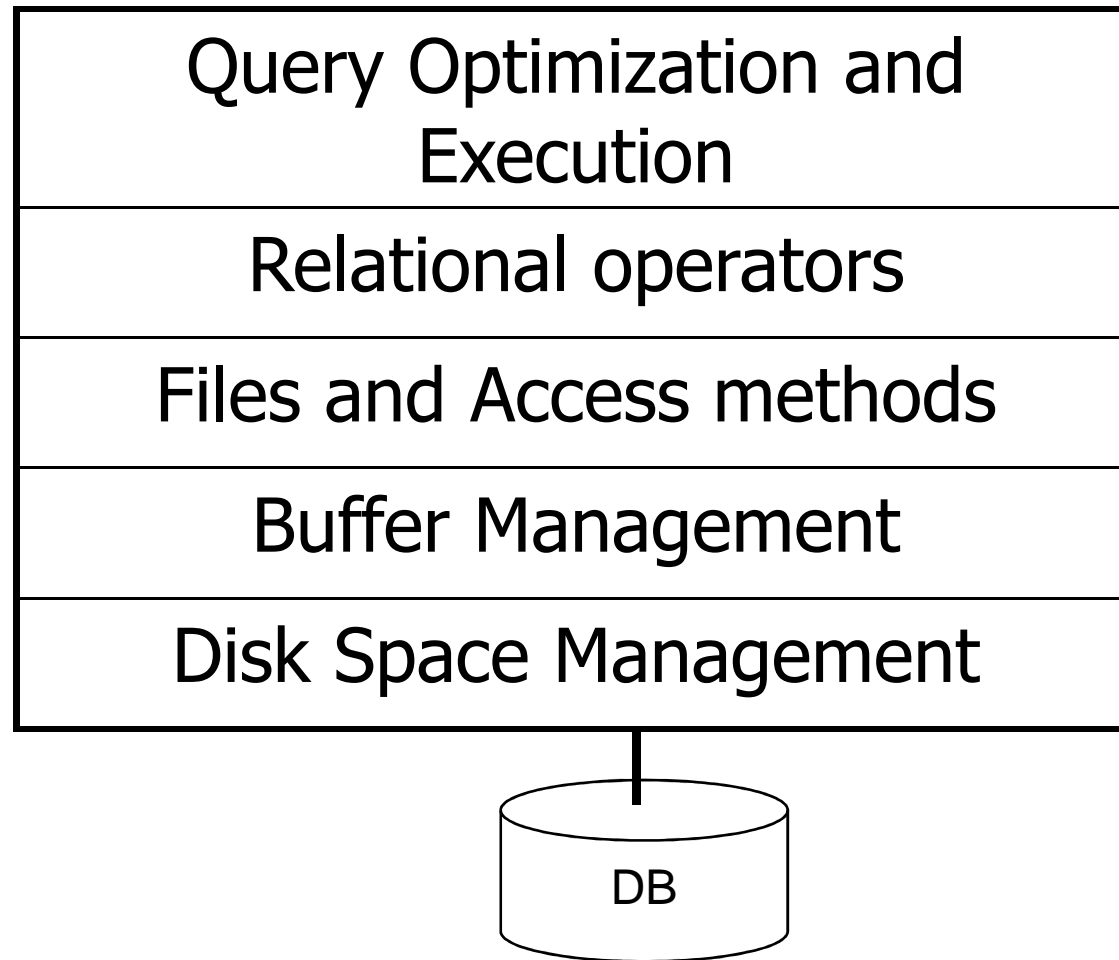 Query Optimization and
Execution
Relational operators
Files and Access methods
Buffer Management
Disk Space Management
DB